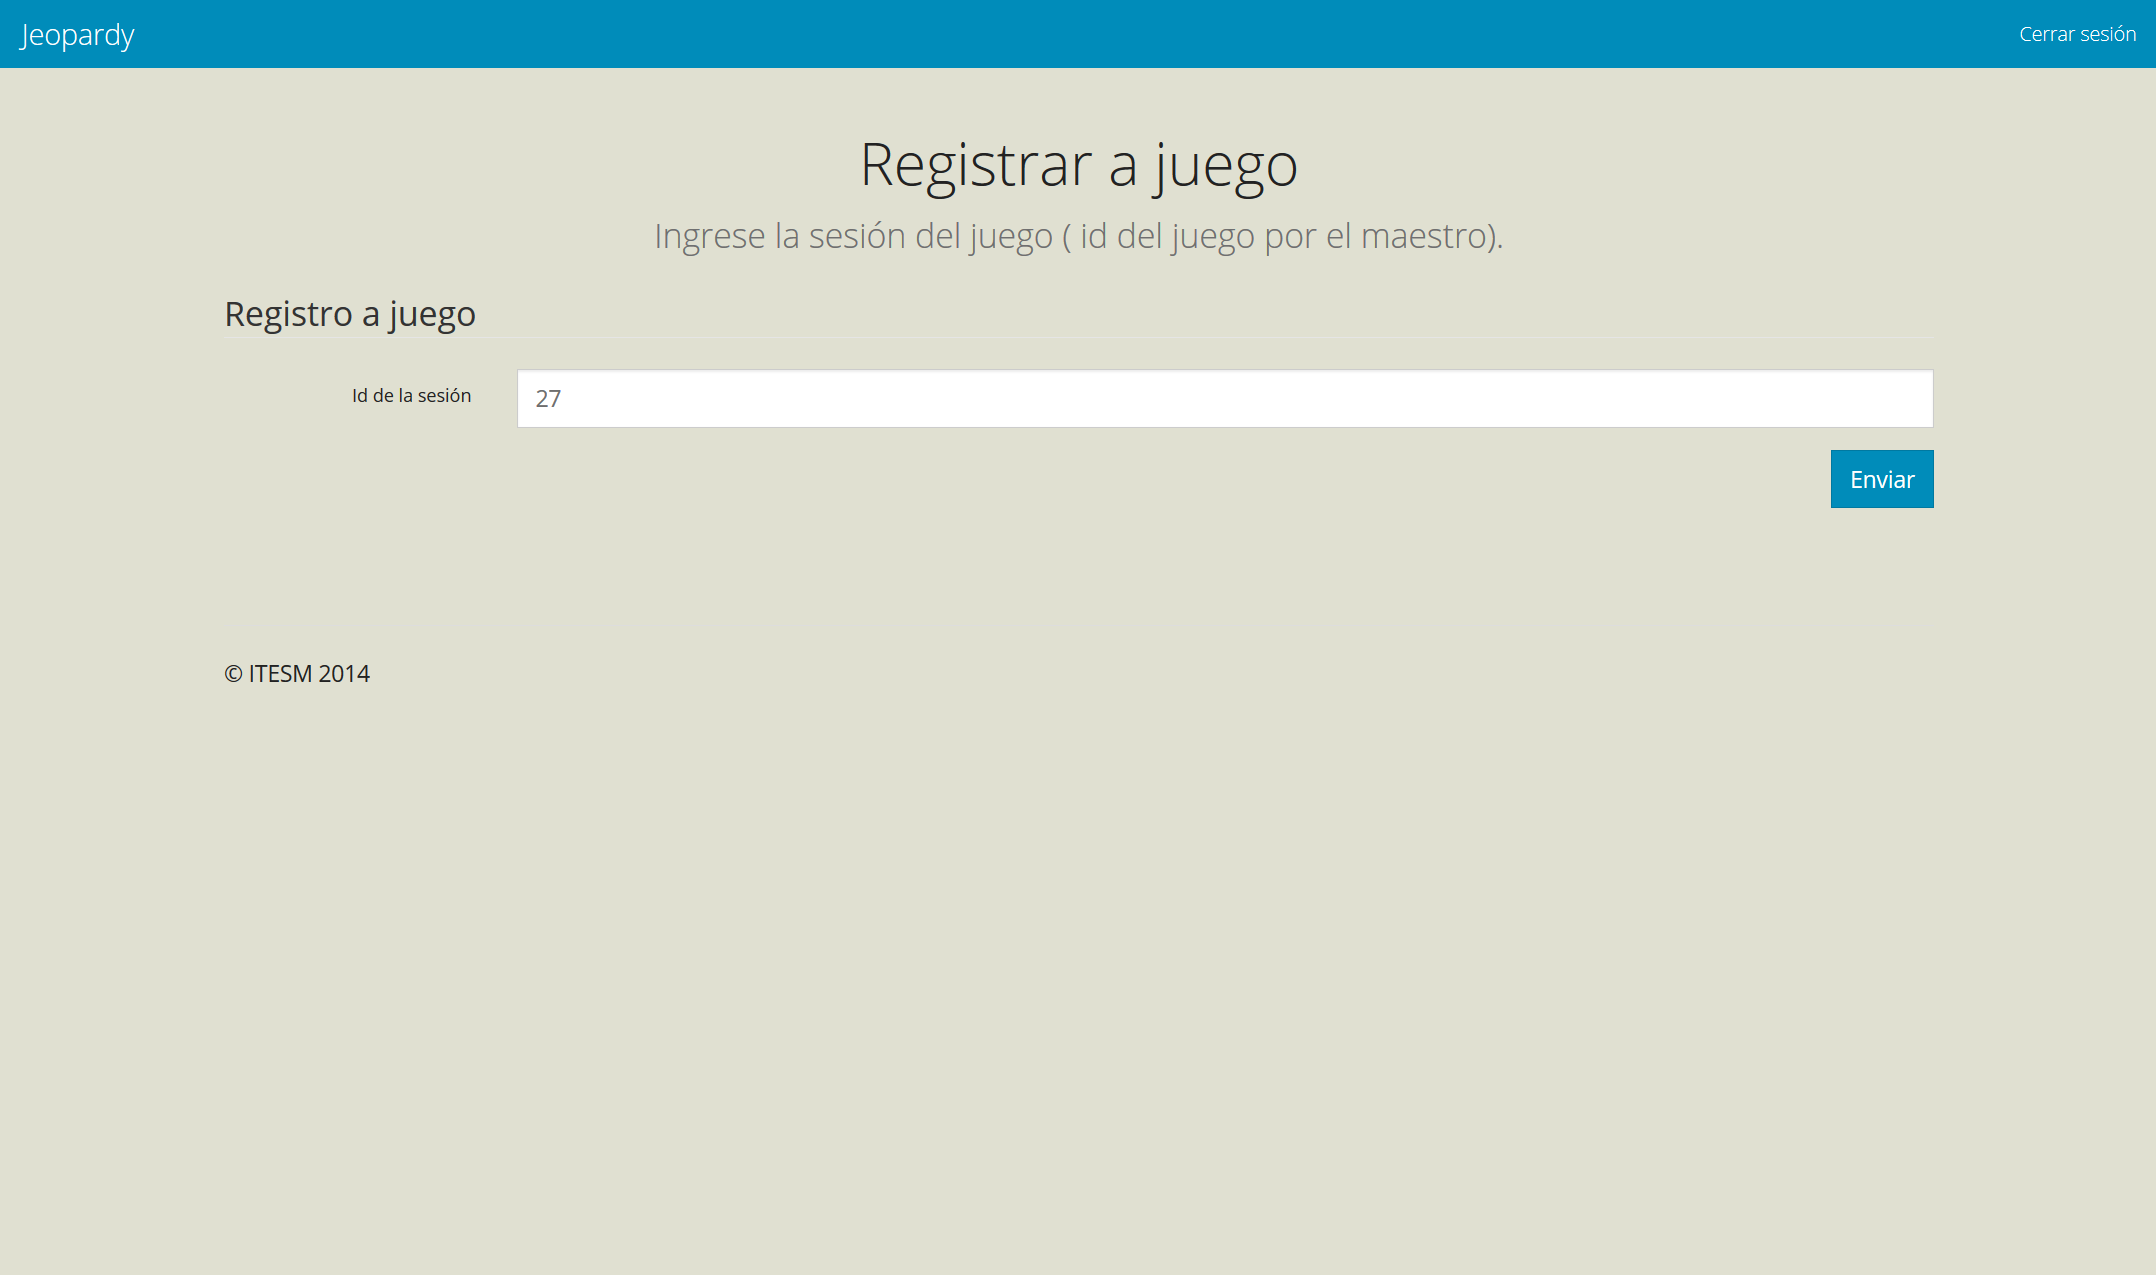 Jeopardy
Cerrar sesión
Registrar a juego
Ingrese la sesión del juego ( id del juego por el maestro).
Registro a juego
Id de la sesión
27
Enviar
© ITESM 2014